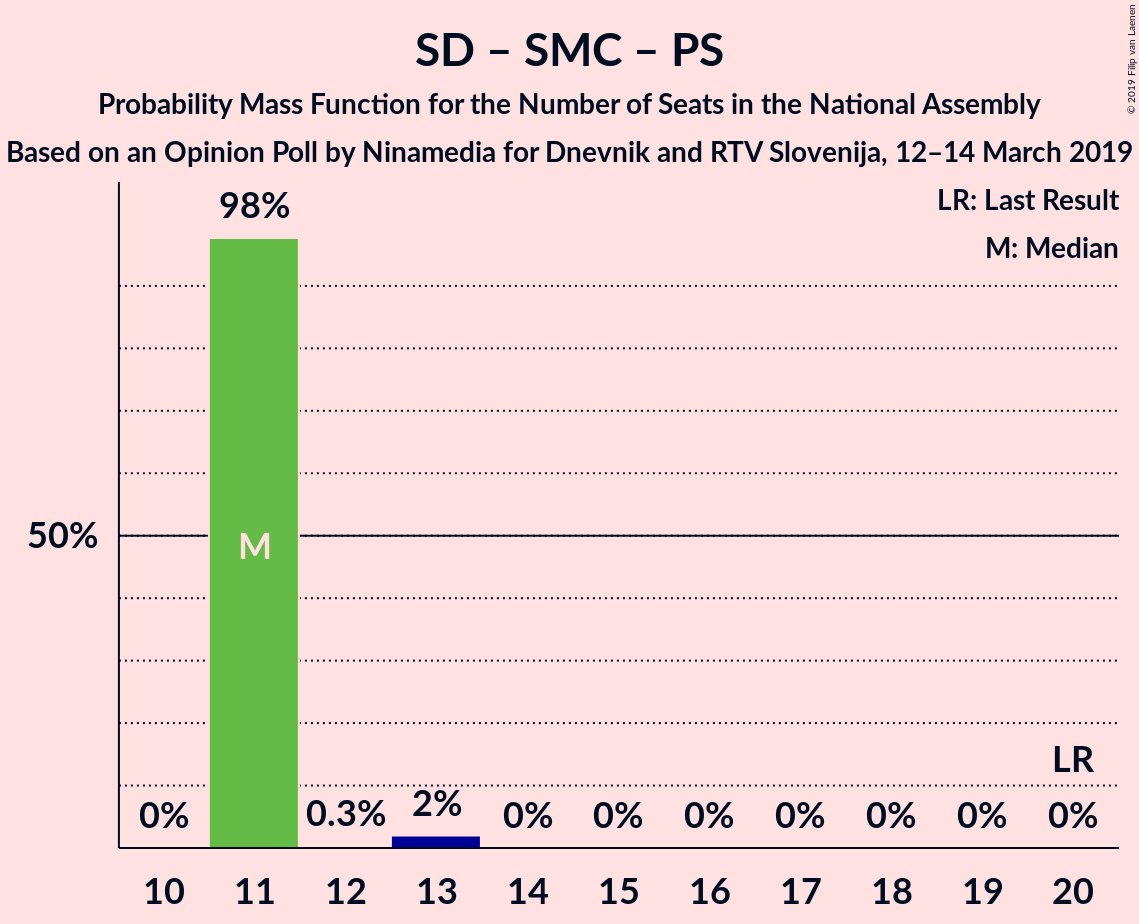 SD – SMC – PS
Probability Mass Function for the Number of Seats in the National Assembly
Based on an Opinion Poll by Ninamedia for Dnevnik and RTV Slovenija, 12–14 March 2019
© 2019 Filip van Laenen
LR: Last Result
M: Median
98%
50%
M
LR
0% 0.3% 2% 0% 0% 0% 0% 0% 0% 0%
10 11 12 13 14 15 16 17 18 19 20